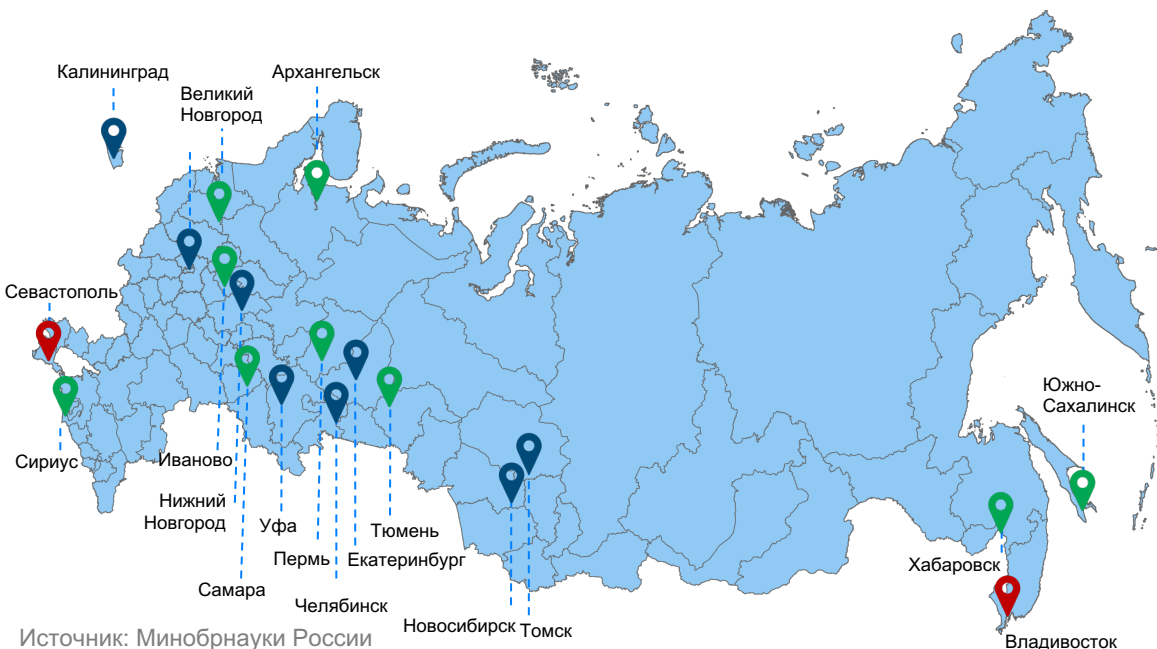 Калининград
Архангельск
Великий
Новгород
Севастополь
Южно-
Сахалинск
Сириус
Иваново
Нижний
Новгород
Уфа
Тюмень
Пермь
Екатеринбург
Хабаровск
Самара
Челябинск
Новосибирск
Томск
Источник: Минобрнауки России
Владивосток